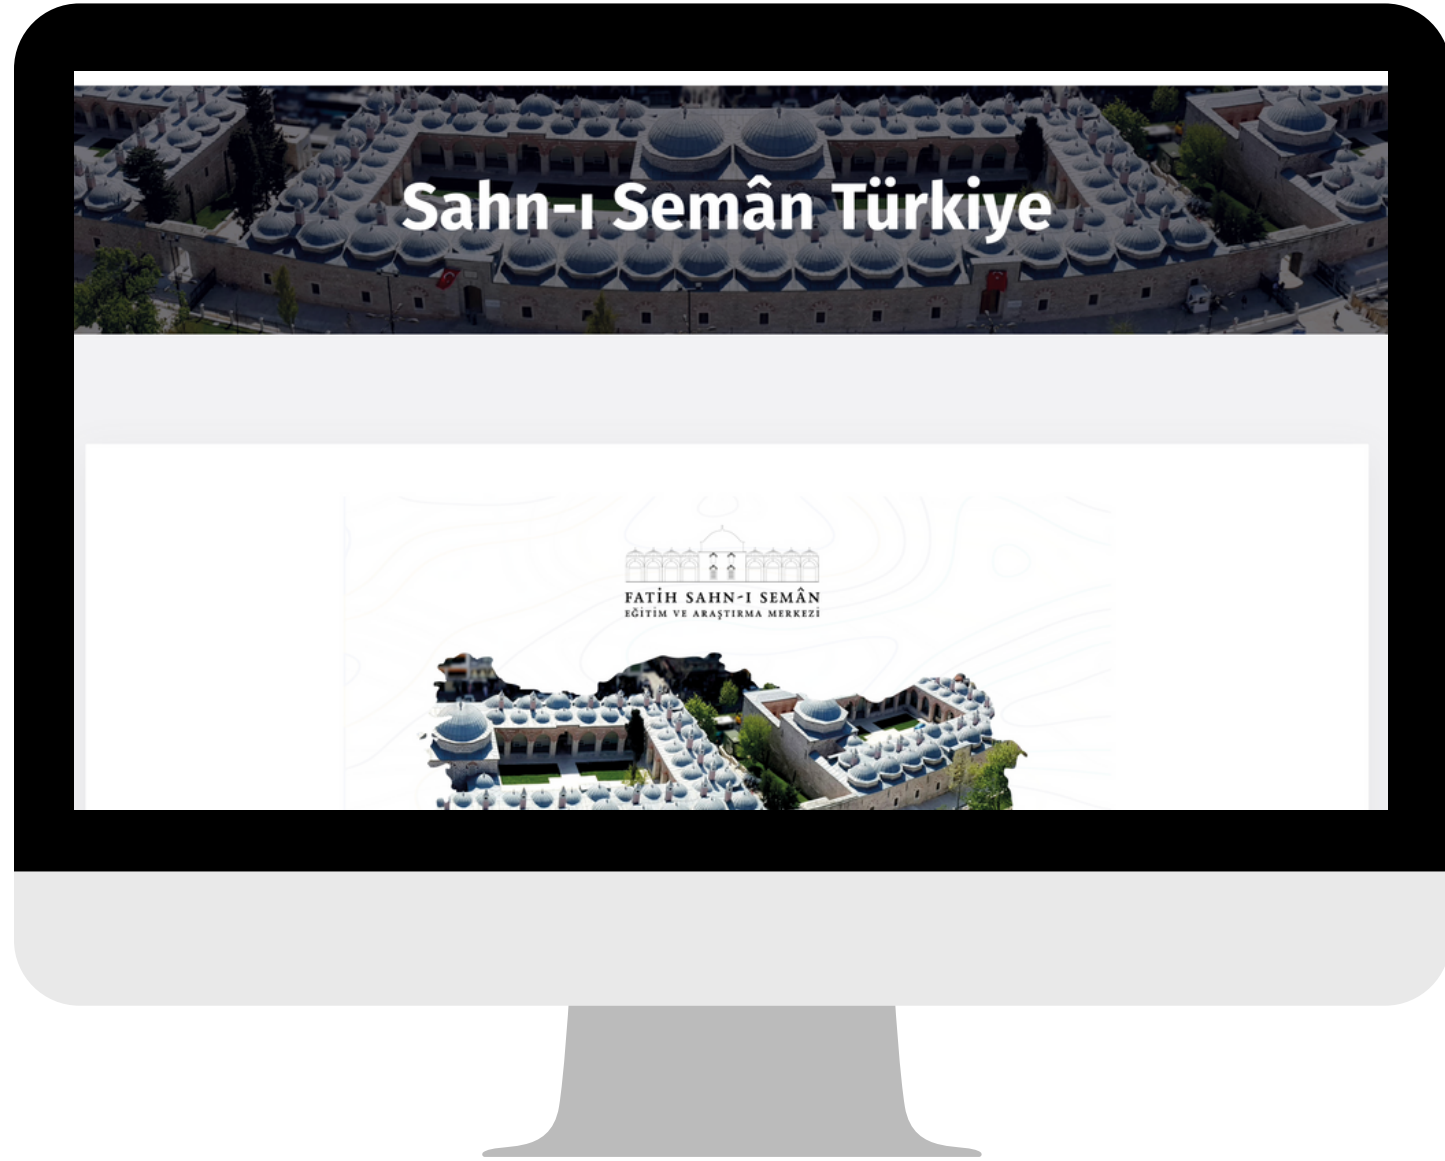 Sahn-ı Semân Türkiye
FATİH SAHN-I SEMÂN
EĞİTİM VE ARAŞTIRMA MERKEZİ